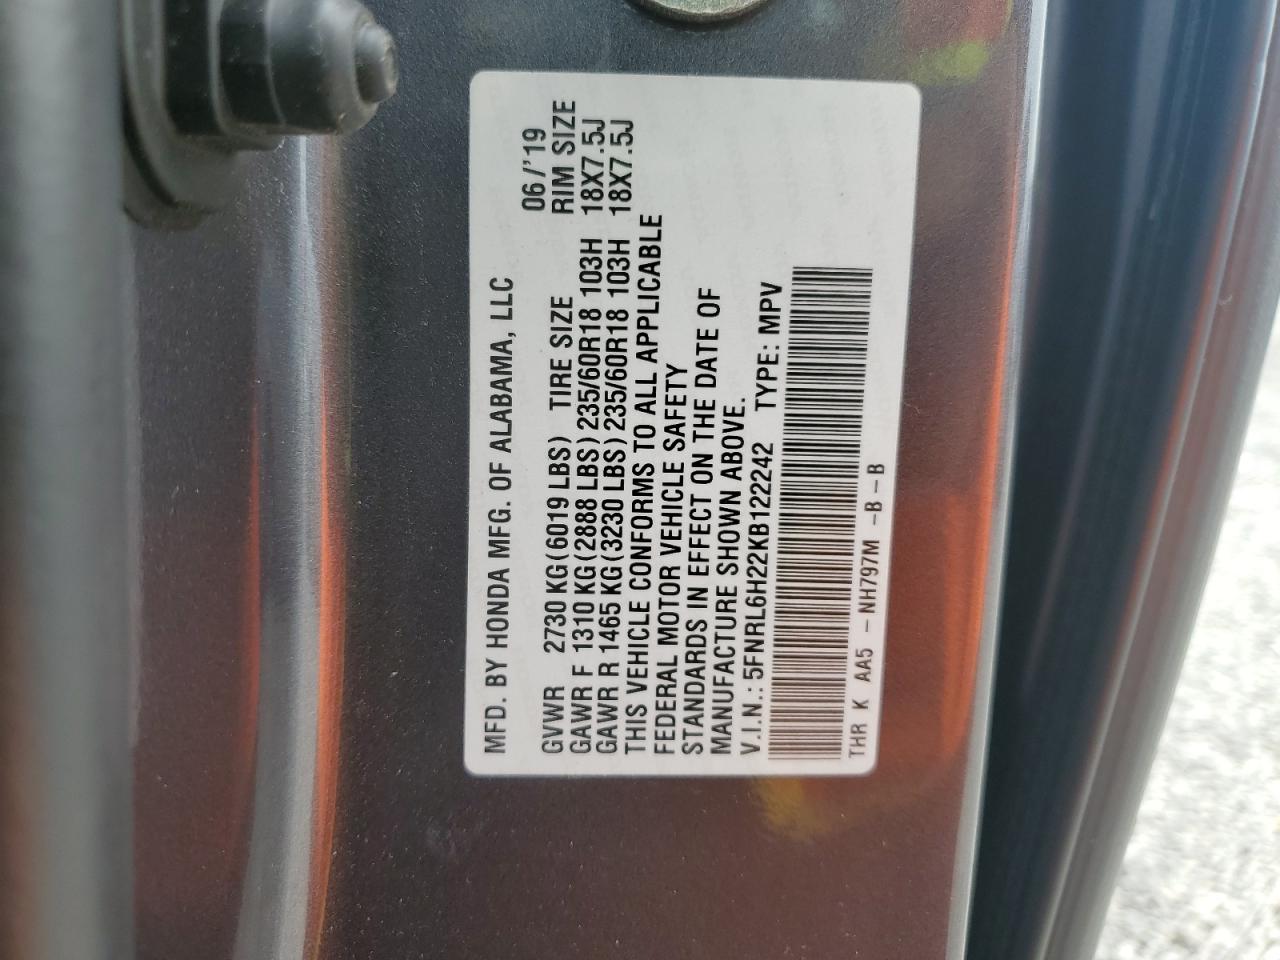 MFD. BY HONDA MFG. OF ALABAMA, LLC
06/'19
GVWR 2730 KG(6019 LBS) TIRE SIZE RIM SIZE
GAWR F 1310 KG(2888 LBS) 235/60R18 103H 18X7.5J
GAWR R 1465 KG(3230 LBS) 235/60R18 103H 18X7.5J
THIS VEHICLE CONFORMS TO ALL APPLICABLE
FEDERAL MOTOR VEHICLE SAFETY
STANDARDS IN EFFECT ON THE DATE OF
MANUFACTURE SHOWN ABOVE.
V.I.N.: 5FNRL6H22KB122242 TYPE: MPV
THR K AA5 -NH797M -B -B